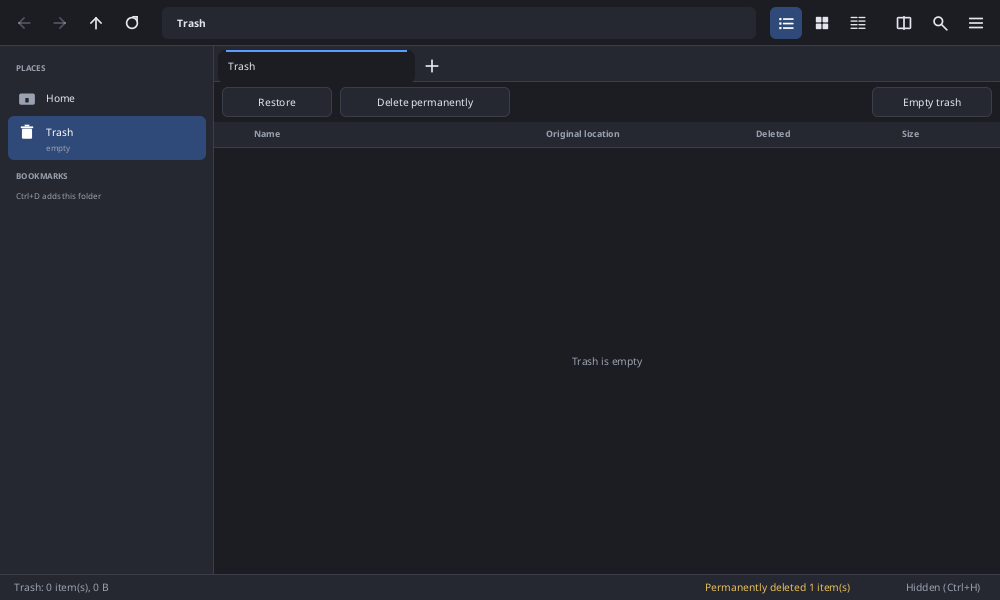 Trash
PLACES
Home
Trash
empty
BOOKMARKS
Ctrl+D adds this folder
Trash
Restore
Delete permanently
Empty trash
Name
Original location
Deleted
Size
Trash is empty
Trash: 0 item(s), 0 B
Permanently deleted 1 item(s)
Hidden (Ctrl+H)